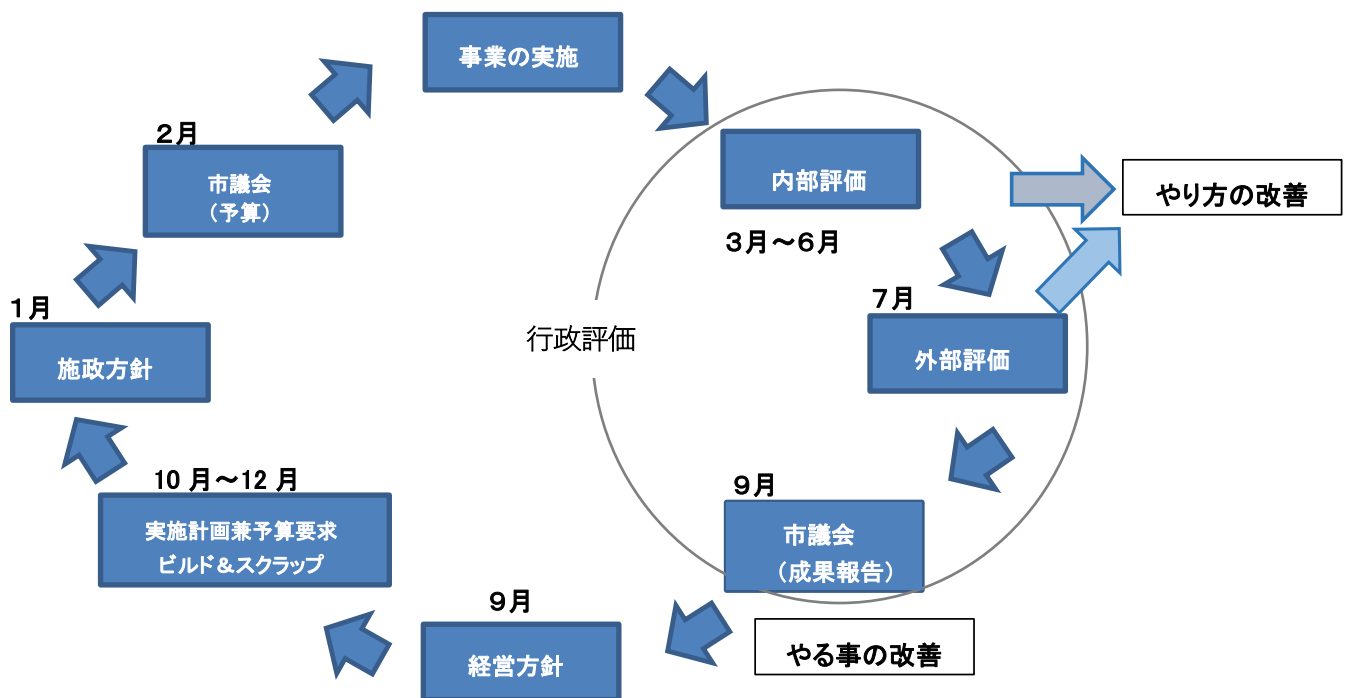 事業の実施
２月
市議会
（予算）
内部評価
３月～６月
やり方の改善
７月
外部評価
１月
施政方針
行政評価
10 月～12 月
実施計画兼予算要求
ビルド＆スクラップ
９月
市議会
（成果報告）
９月
経営方針
やる事の改善